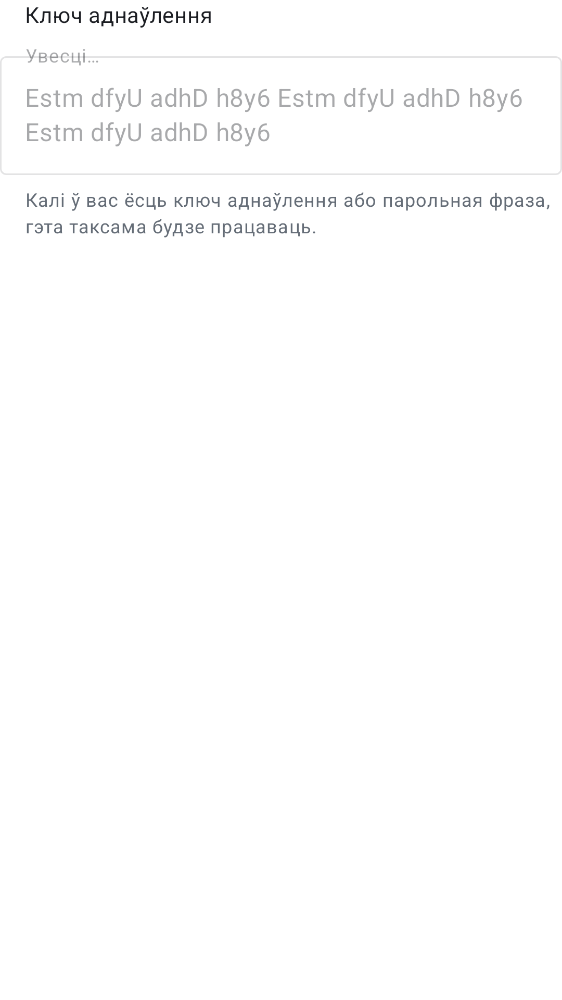 Ключ аднаўлення
Увесці…
Estm dfyU adhD h8y6 Estm dfyU adhD h8y6
Estm dfyU adhD h8y6
Калі ў вас ёсць ключ аднаўлення або парольная фраза,
гэта таксама будзе працаваць.